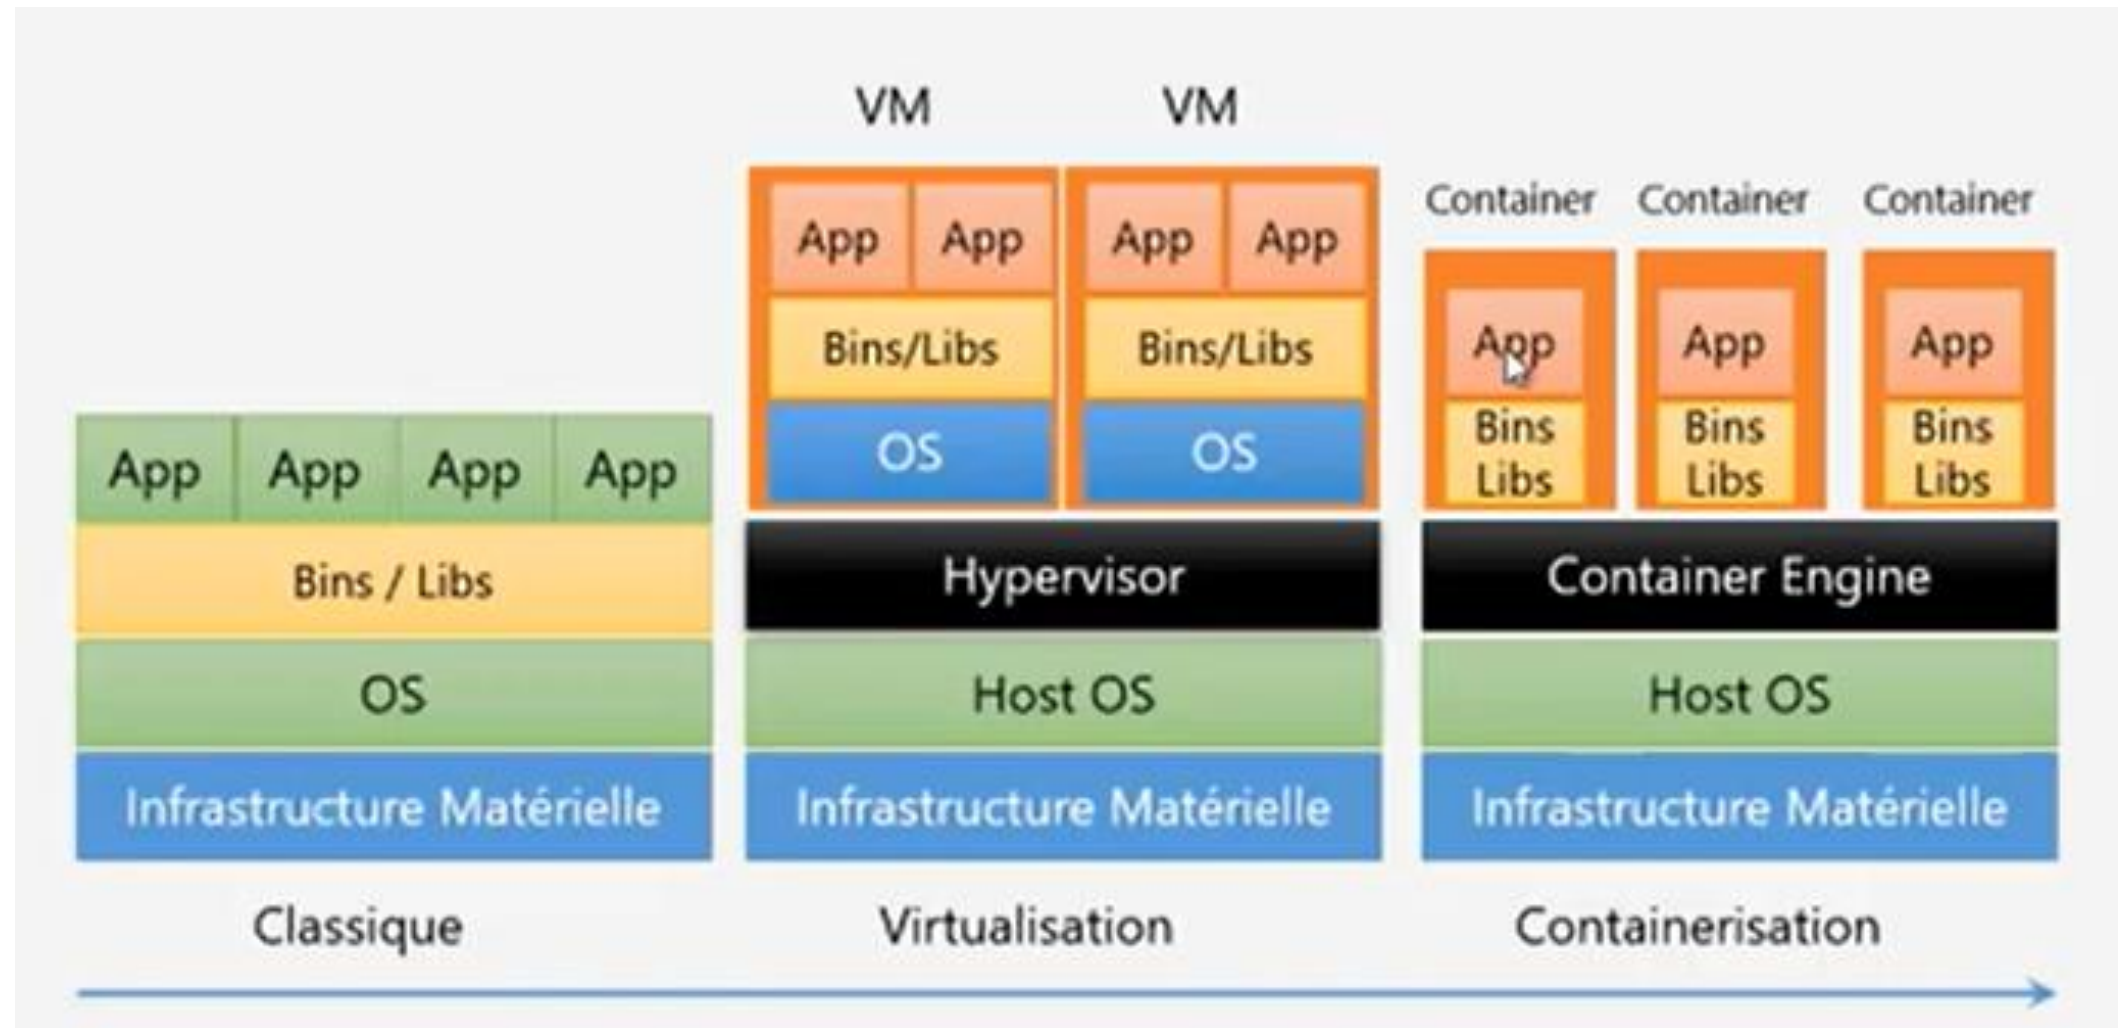 VM VM
Container Container Container
App App App App
Bins/Libs Bins/Libs
OS OS
App App App
Bins Bins Bins
Libs Libs Libs
App App App App
Bins / Libs
Hypervisor
Container Engine
OS
Host OS
Host OS
Infrastructure Matérielle
Infrastructure Matérielle
Infrastructure Matérielle
Classique
Virtualisation
Containerisation